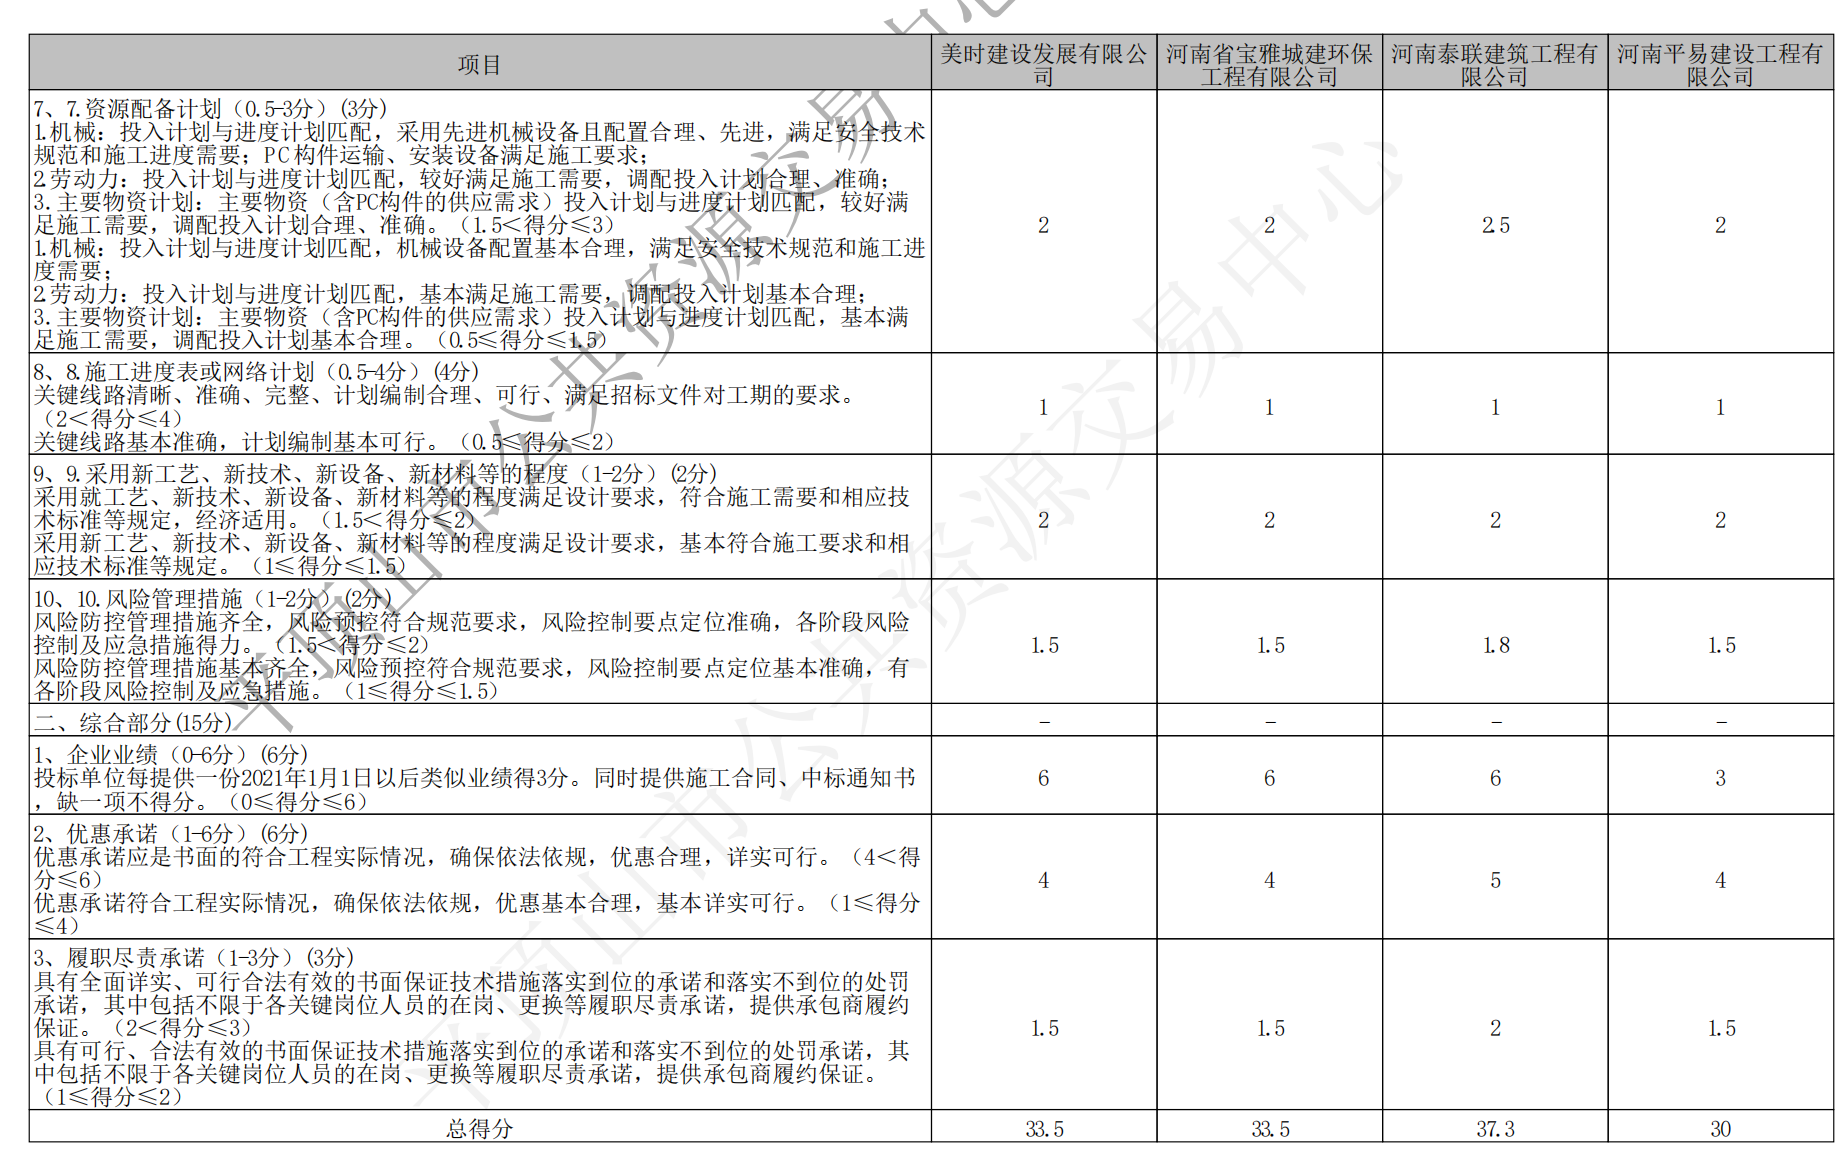 项目
美时建设发展有限公
司
河南省宝雅城建环保
工程有限公司
河南泰联建筑工程有
限公司
河南平易建设工程有
限公司
7、7.资源配备计划（0.5-3分）(3分)
1.机械：投入计划与进度计划匹配，采用先进机械设备且配置合理、先进，满足安全技术
规范和施工进度需要；PC构件运输、安装设备满足施工要求；
2.劳动力：投入计划与进度计划匹配，较好满足施工需要，调配投入计划合理、准确；
3.主要物资计划：主要物资（含PC构件的供应需求）投入计划与进度计划匹配，较好满
足施工需要，调配投入计划合理、准确。（1.5＜得分≤3）
1.机械：投入计划与进度计划匹配，机械设备配置基本合理，满足安全技术规范和施工进
度需要；
2.劳动力：投入计划与进度计划匹配，基本满足施工需要，调配投入计划基本合理；
3.主要物资计划：主要物资（含PC构件的供应需求）投入计划与进度计划匹配，基本满
足施工需要，调配投入计划基本合理。（0.5≤得分≤1.5）
2
2
2.5
2
8、8.施工进度表或网络计划（0.5-4分）(4分)
关键线路清晰、准确、完整、计划编制合理、可行、满足招标文件对工期的要求。
（2＜得分≤4）
关键线路基本准确，计划编制基本可行。（0.5≤得分≤2）
1
1
1
1
9、9.采用新工艺、新技术、新设备、新材料等的程度（1-2分）(2分)
采用就工艺、新技术、新设备、新材料等的程度满足设计要求，符合施工需要和相应技
术标准等规定，经济适用。（1.5＜得分≤2）
采用新工艺、新技术、新设备、新材料等的程度满足设计要求，基本符合施工要求和相
应技术标准等规定。（1≤得分≤1.5）
2
2
2
2
10、10.风险管理措施（1-2分）(2分)
风险防控管理措施齐全，风险预控符合规范要求，风险控制要点定位准确，各阶段风险
控制及应急措施得力。（1.5≤得分≤2）
风险防控管理措施基本齐全，风险预控符合规范要求，风险控制要点定位基本准确，有
各阶段风险控制及应急措施。（1≤得分≤1.5）
1.5
1.5
1.8
1.5
二、综合部分(15分)
-
-
-
-
1、企业业绩（0-6分）(6分)
投标单位每提供一份2021年1月1日以后类似业绩得3分。同时提供施工合同、中标通知书
，缺一项不得分。（0≤得分≤6）
6
6
6
3
2、优惠承诺（1-6分）(6分)
优惠承诺应是书面的符合工程实际情况，确保依法依规，优惠合理，详实可行。（4＜得
分≤6）
优惠承诺符合工程实际情况，确保依法依规，优惠基本合理，基本详实可行。（1≤得分
≤4）
4
4
5
4
3、履职尽责承诺（1-3分）(3分)
具有全面详实、可行合法有效的书面保证技术措施落实到位的承诺和落实不到位的处罚
承诺，其中包括不限于各关键岗位人员的在岗、更换等履职尽责承诺，提供承包商履约
保证。（2＜得分≤3）
具有可行、合法有效的书面保证技术措施落实到位的承诺和落实不到位的处罚承诺，其
中包括不限于各关键岗位人员的在岗、更换等履职尽责承诺，提供承包商履约保证。
（1≤得分≤2）
1.5
1.5
2
1.5
总得分
33.5
33.5
37.3
30
平顶山市公共资源交易中心
平顶山市公共资源交易中心